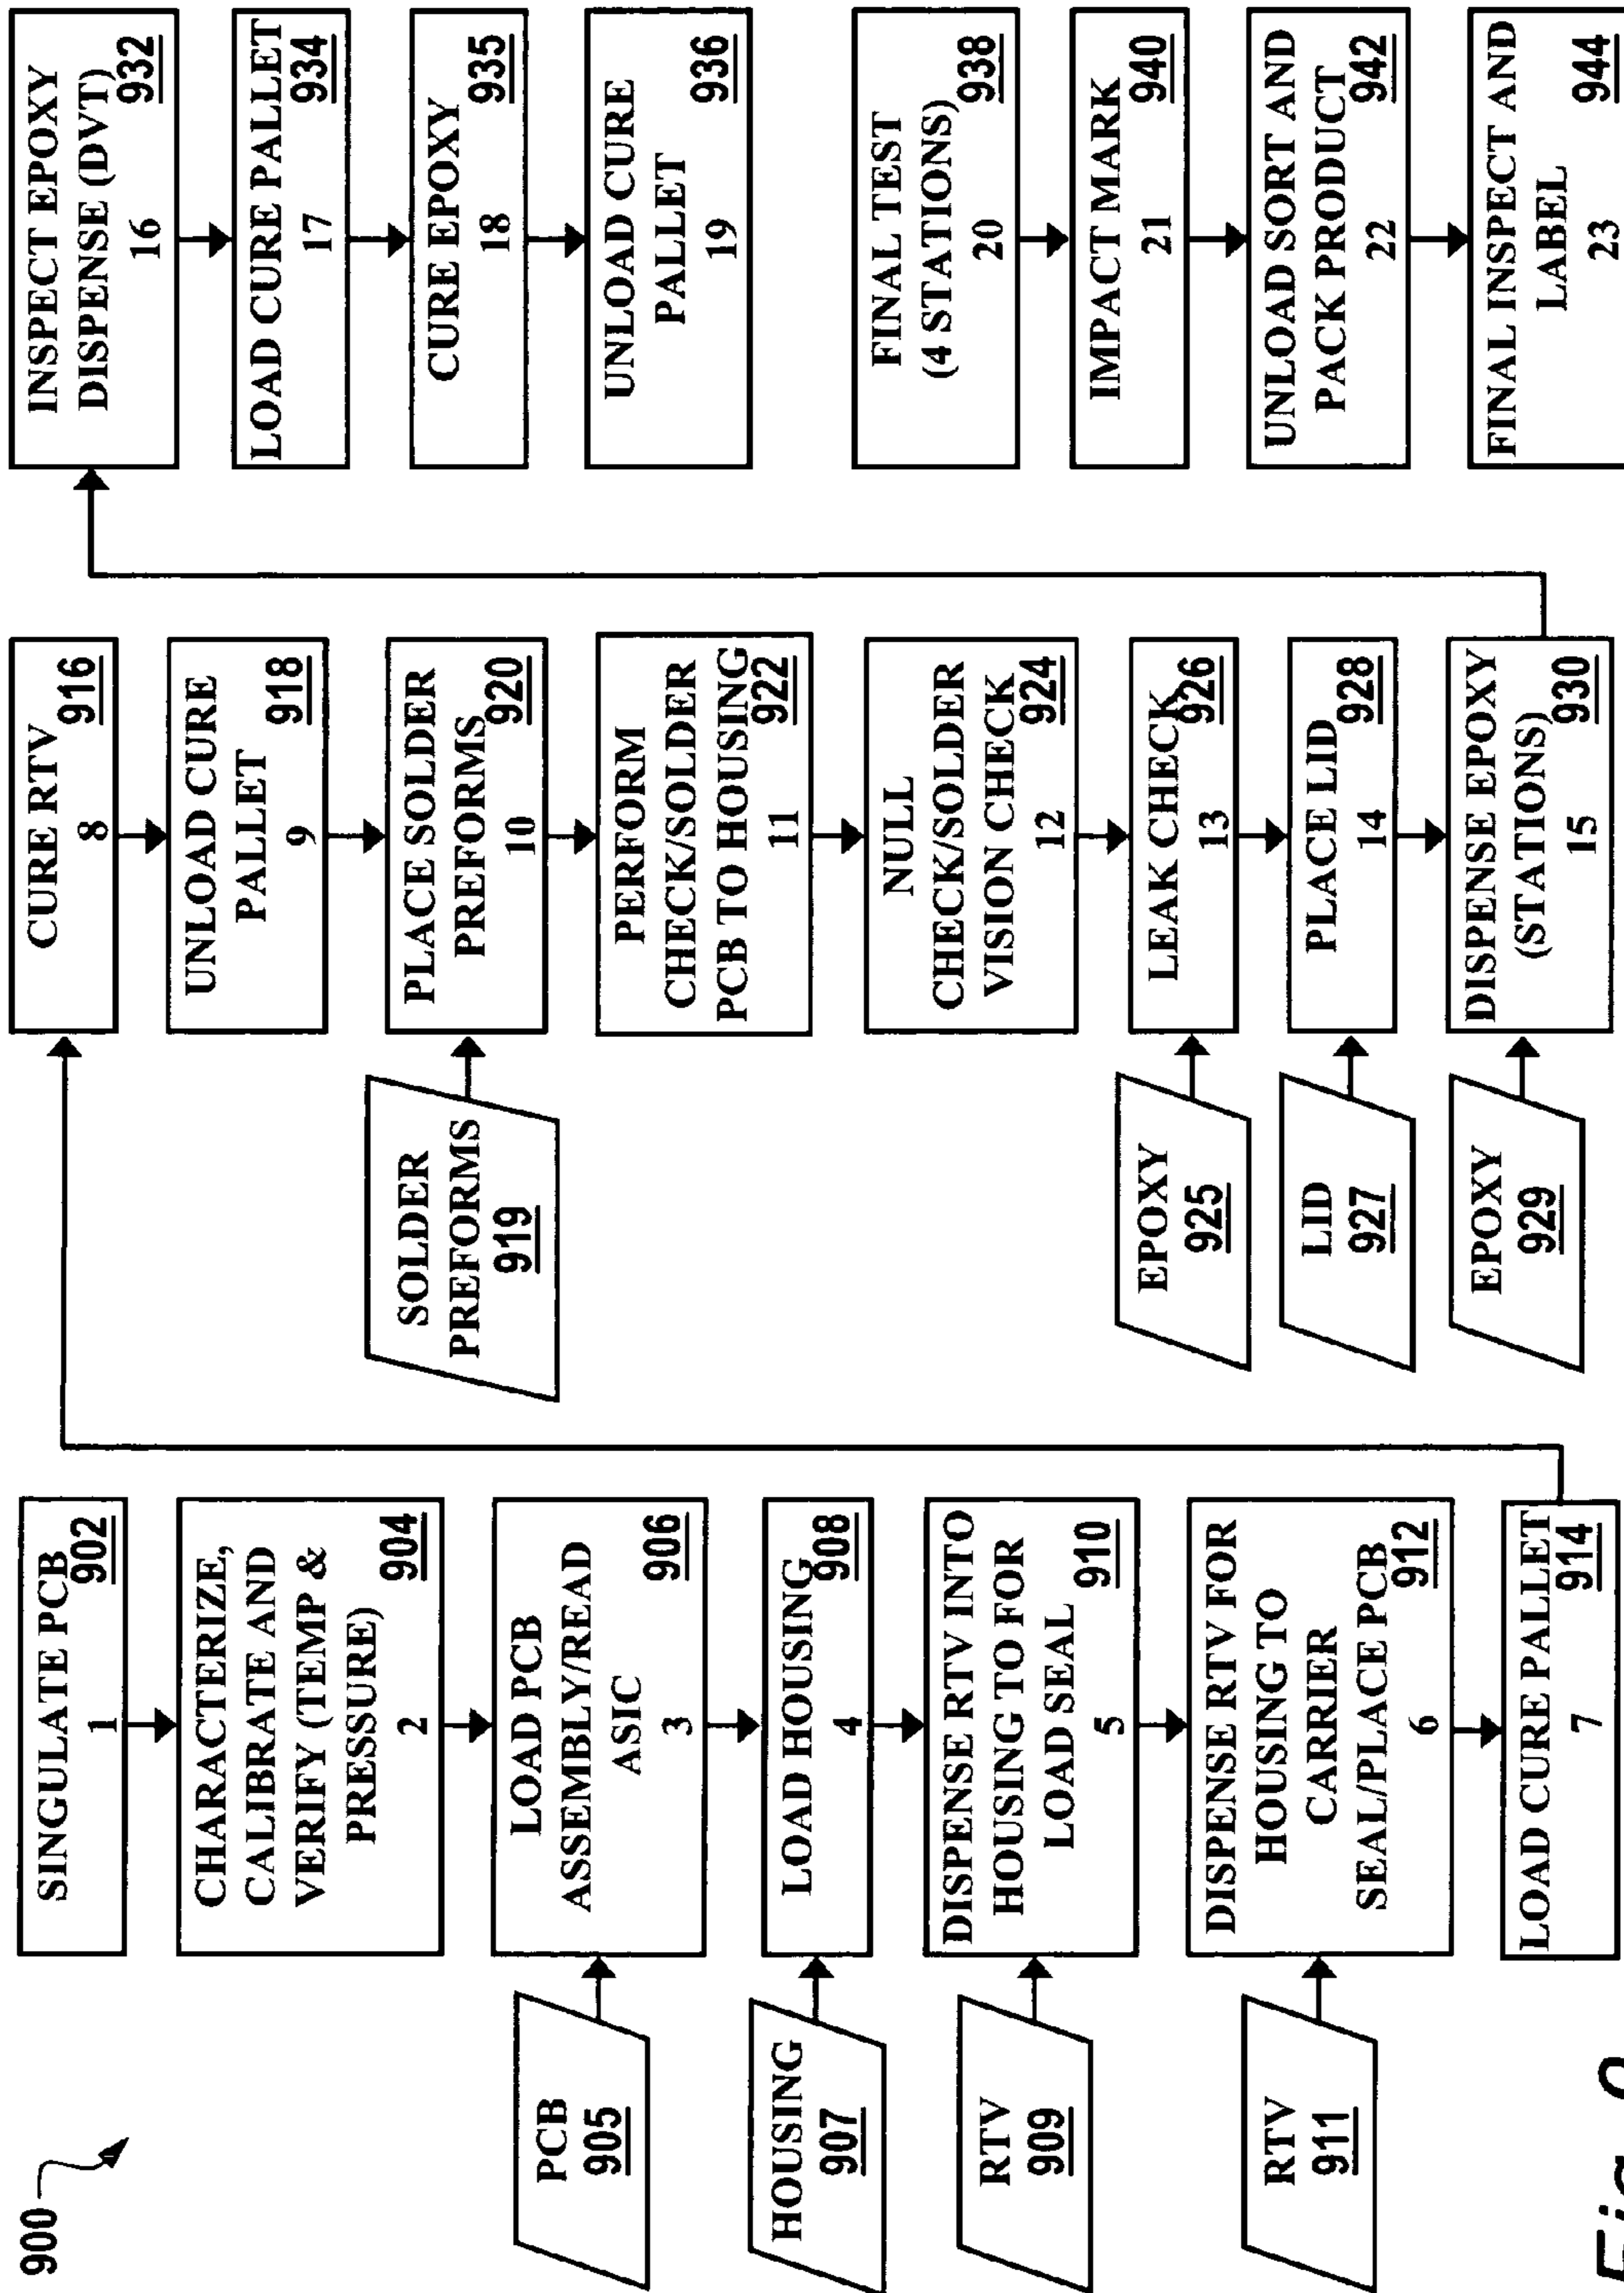 900
SINGULATE PCB
902
1
CHARACTERIZE,
CALIBRATE AND
VERIFY (TEMP &
PRESSURE)
904
2
PCB
905
LOAD PCB
ASSEMBLY/READ
ASIC
906
3
HOUSING
907
LOAD HOUSING
908
4
RTV
909
DISPENSE RTV INTO
HOUSING TO FOR
LOAD SEAL
910
5
RTV
911
DISPENSE RTV FOR
HOUSING TO
CARRIER
SEAL/PLACE PCB
912
6
LOAD CURE PALLET
914
7
CURE RTV
916
8
UNLOAD CURE
PALLET
918
9
SOLDER
PREFORMS
919
PLACE SOLDER
PREFORMS
920
10
PERFORM
CHECK/SOLDER
PCB TO HOUSING
922
11
NULL
CHECK/SOLDER
VISION CHECK
924
12
EPOXY
925
LEAK CHECK
926
13
LID
927
PLACE LID
928
14
EPOXY
929
DISPENSE EPOXY
(STATIONS)
930
15
INSPECT EPOXY
DISPENSE (DVT)
932
16
LOAD CURE PALLET
934
17
CURE EPOXY
935
18
UNLOAD CURE
PALLET
936
19
FINAL TEST
(4 STATIONS)
938
20
IMPACT MARK
940
21
UNLOAD SORT AND
PACK PRODUCT
942
22
FINAL INSPECT AND
LABEL
944
23
Fig.